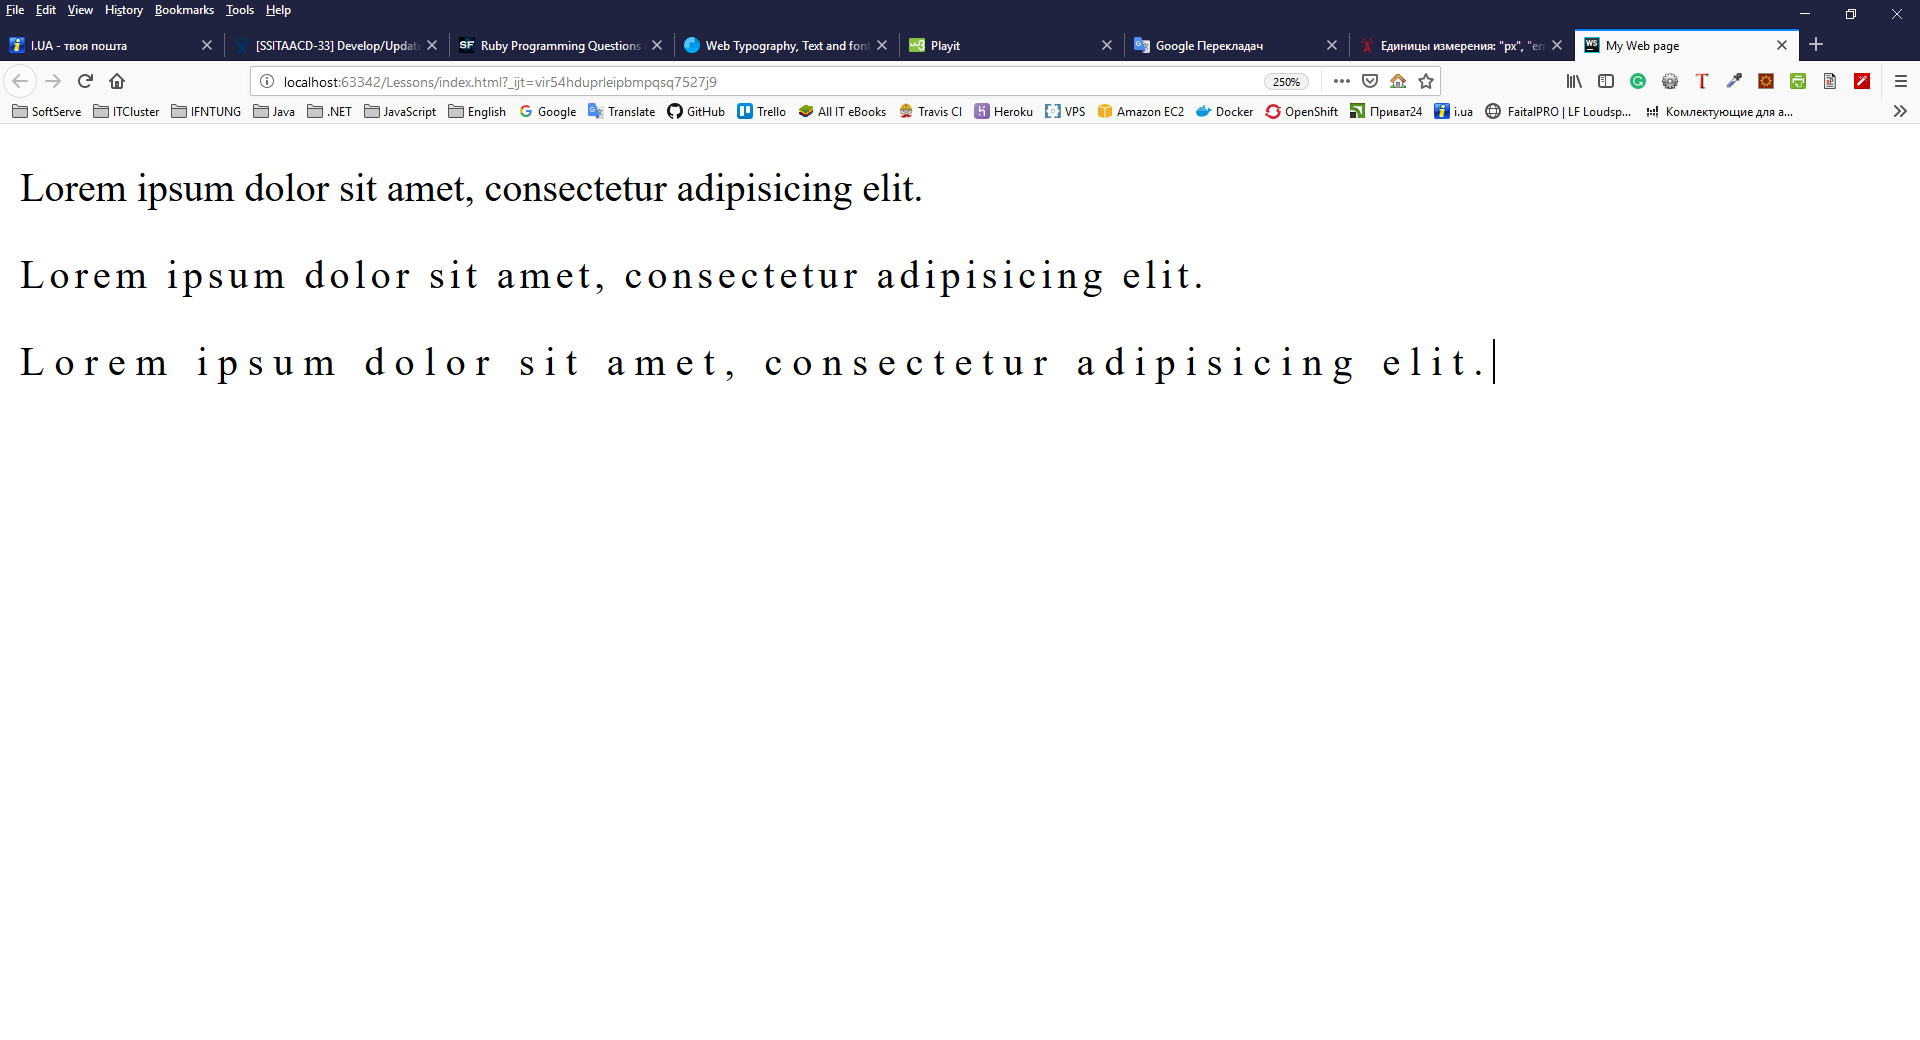 File Edit View History Bookmarks Tools Help
I.UA - твоя пошта
[SSITAACD-33] Develop/Updat
Ruby Programming Questions
Web Typography, Text and fon
Playit
Google Перекладач
Единицы измерения: "px", "em
My Web page
localhost:63342/Lessons/index.html?_ijt=vir54hduprleipbmpqsq7527j9
250%
SoftServe ITCluster IFNTUNG Java .NET JavaScript English Google Translate GitHub Trello All IT eBooks Travis CI Heroku VPS Amazon EC2 Docker OpenShift Приват24 i.ua FaitalPRO | LF Loudsp... Комлектующие для а...
Lorem ipsum dolor sit amet, consectetur adipisicing elit.
Lorem ipsum dolor sit amet, consectetur adipisicing elit.
Lorem ipsum dolor sit amet, consectetur adipisicing elit.